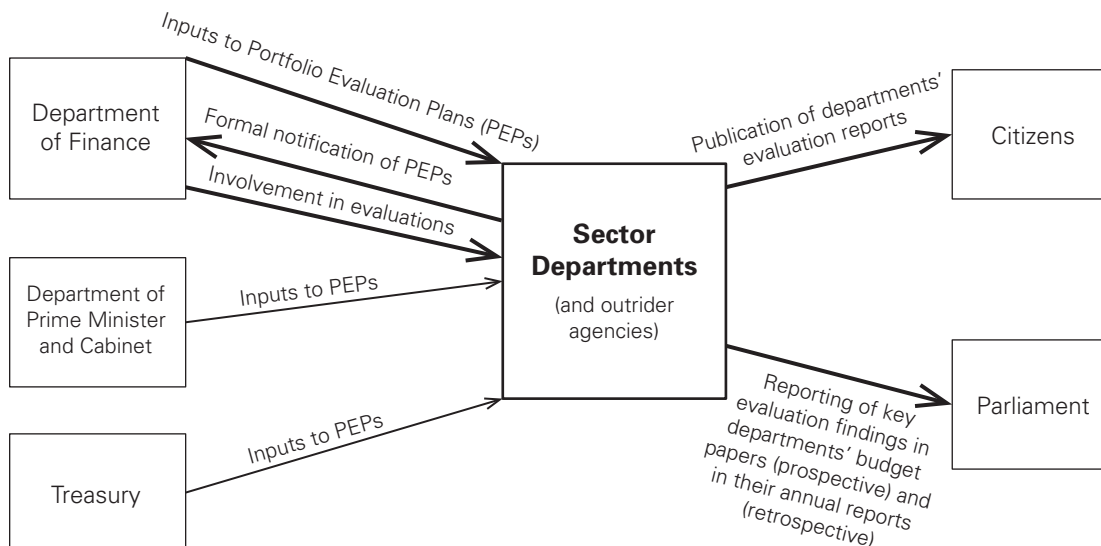 Inputs to Portfolio Evaluation Plans (PEPs)
Department
of Finance
Formal notification of PEPs
Involvement in evaluations
Department of
Prime Minister
and Cabinet
Inputs to PEPs
Treasury
Inputs to PEPs
Sector
Departments
(and outrider
agencies)
Publication of departments’
evaluation reports
Citizens
Reporting of key
evaluation findings in
departments’ budget
papers (prospective) and
in their annual reports
(retrospective)
Parliament